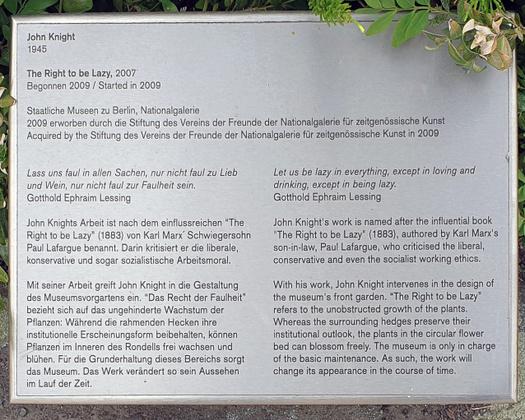 John Knight
1945
The Right to be Lazy, 2007
Begonnen 2009 / Started in 2009
Staatliche Museen zu Berlin, Nationalgalerie
2009 erworben durch die Stiftung des Vereins der Freunde der Nationalgalerie für zeitgenössische Kunst
Acquired by the Stiftung des Vereins der Freunde der Nationalgalerie für zeitgenössische Kunst in 2009
Lass uns faul in allen Sachen, nur nicht faul zu Lieb
und Wein, nur nicht faul zur Faulheit sein.
Gotthold Ephraim Lessing
John Knights Arbeit ist nach dem einflussreichen "The
Right to be Lazy" (1883) von Karl Marx´ Schwiegersohn
Paul Lafargue benannt. Darin kritisiert er die liberale,
konservative und sogar sozialistische Arbeitsmoral.
Mit seiner Arbeit greift John Knight in die Gestaltung
des Museumsvorgartens ein. "Das Recht der Faulheit"
bezieht sich auf das ungehinderte Wachstum der
Pflanzen: Während die rahmenden Hecken ihre
institutionelle Erscheinungsform beibehalten, können
Pflanzen im Inneren des Rondells frei wachsen und
blühen. Für die Grunderhaltung dieses Bereichs sorgt
das Museum. Das Werk verändert so sein Aussehen
im Lauf der Zeit.
Let us be lazy in everything, except in loving and
drinking, except in being lazy.
Gotthold Ephraim Lessing
John Knight's work is named after the influential book
"The Right to be Lazy" (1883), authored by Karl Marx's
son-in-law, Paul Lafargue, who criticised the liberal,
conservative and even the socialist working ethics.
With his work, John Knight intervenes in the design of
the museum's front garden. "The Right to be Lazy"
refers to the unobstructed growth of the plants.
Whereas the surrounding hedges preserve their
institutional outlook, the plants in the circular flower
bed can blossom freely. The museum is only in charge
of the basic maintenance. As such, the work will
change its appearance in the course of time.